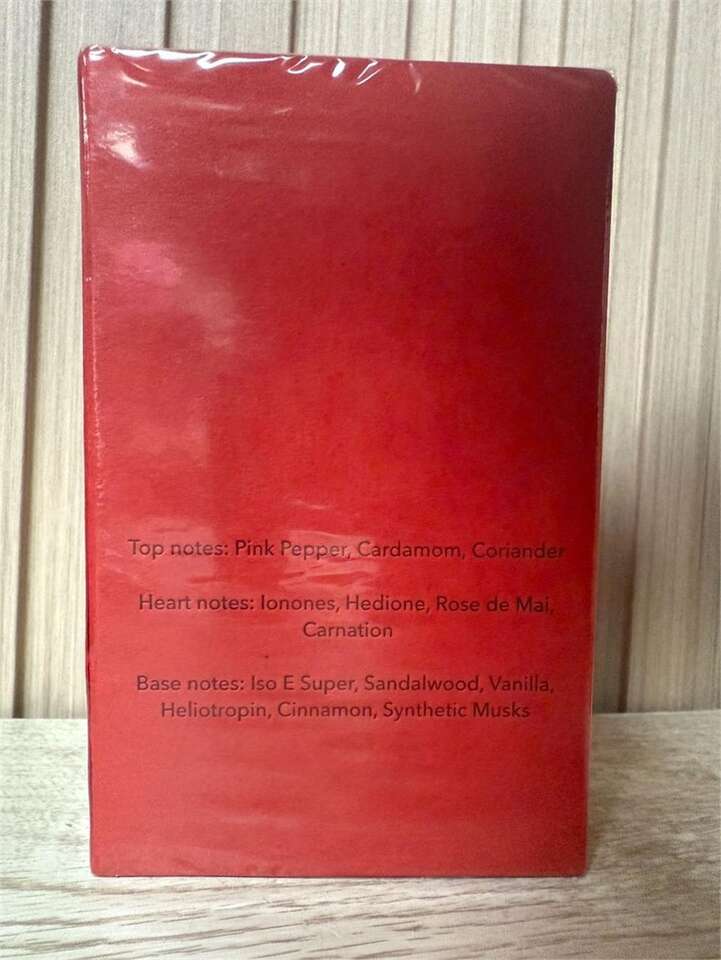 Top notes: Pink Pepper, Cardamom, Coriander
Heart notes: Ionones, Hedione, Rose de Mai,
Carnation
Base notes: Iso E Super, Sandalwood, Vanilla,
Heliotropin, Cinnamon, Synthetic Musks